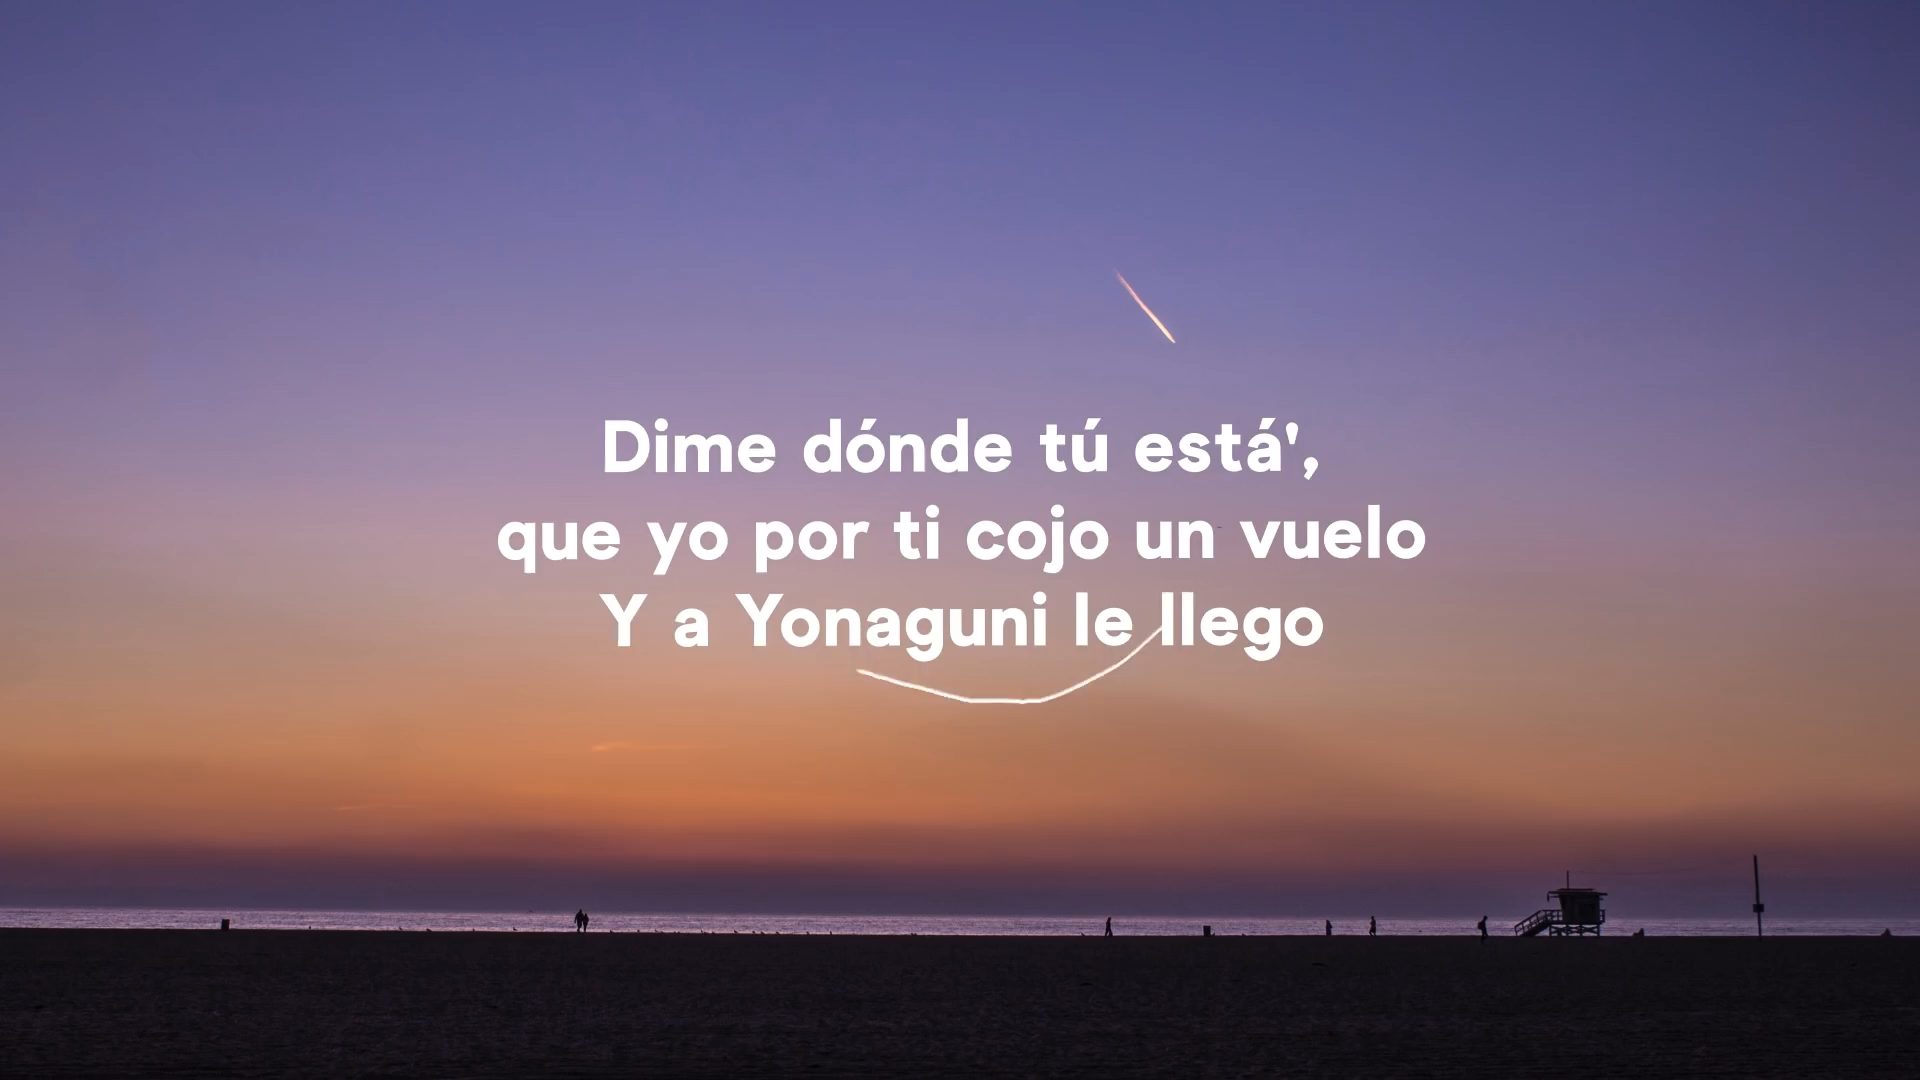 Dime dónde tú está',
que yo por ti cojo un vuelo
Y a Yonaguni le llego